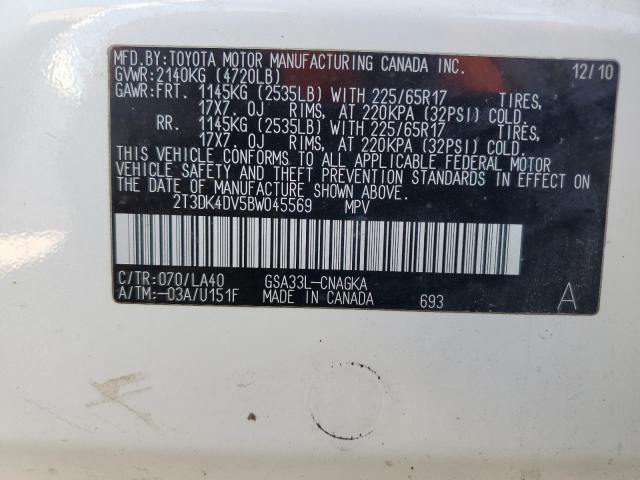 MFD.BY:TOYOTA MOTOR MANUFACTURING CANADA INC. 12/10
GVWR:2140KG (4720LB)
GAWR:FRT. 1145KG (2535LB) WITH 225/65R17 TIRES,
17X7. 0J RIMS, AT 220KPA (32PSI) COLD.
RR. 1145KG (2535LB) WITH 225/65R17 TIRES,
17X7. 0J RIMS, AT 220KPA (32PSI) COLD.
THIS VEHICLE CONFORMS TO ALL APPLICABLE FEDERAL MOTOR
VEHICLE SAFETY AND THEFT PREVENTION STANDARDS IN EFFECT ON
THE DATE OF MANUFACTURE SHOWN ABOVE.
2T3DK4DV5BW045569 MPV
C/TR:070/LA40 GSA33L-CNAGKA
A/TM:-03A/U151F MADE IN CANADA 693 A